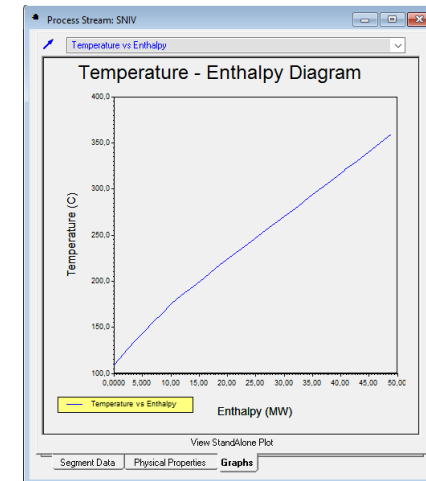 Process Stream: SNIV
Temperature vs Enthalpy
Temperature - Enthalpy Diagram
400,0
350,0
300,0
250,0
200,0
150,0
100,0
Temperature (C)
0,0000 5,000 10,00 15,00 20,00 25,00 30,00 35,00 40,00 45,00 50,00
Temperature vs Enthalpy
Enthalpy (MW)
View StandAlone Plot
Segment Data Physical Properties Graphs